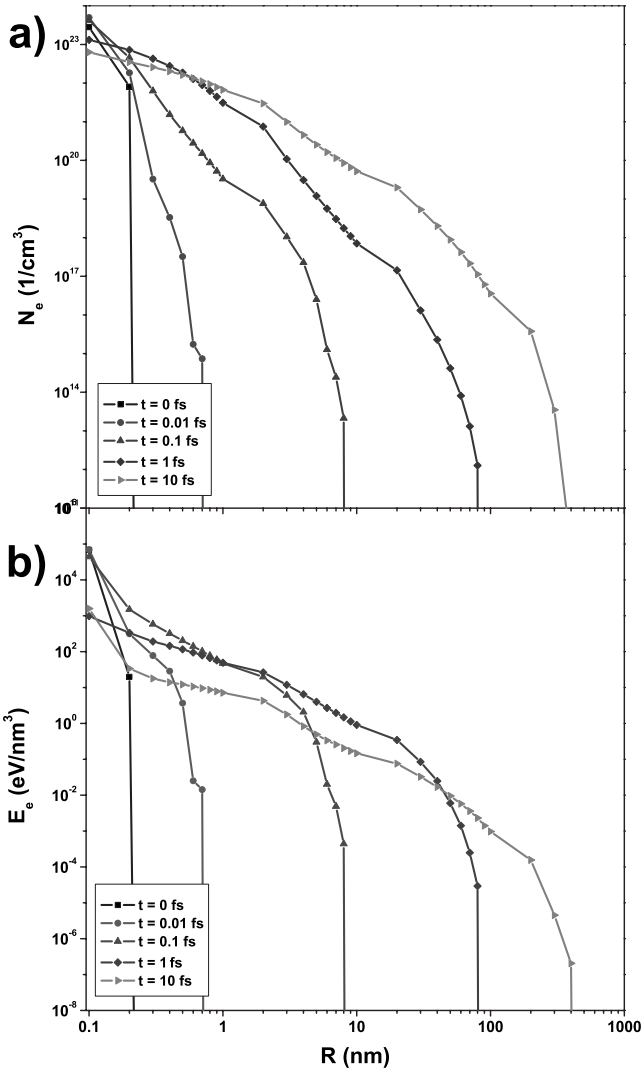 a)
10^23
10^20
10^17
10^14
N_e (1/cm^3)
t = 0 fs
t = 0.01 fs
t = 0.1 fs
t = 1 fs
t = 10 fs
b)
10^4
10^2
10^0
10^-2
10^-4
10^-6
10^-8
E_e (eV/nm^3)
t = 0 fs
t = 0.01 fs
t = 0.1 fs
t = 1 fs
t = 10 fs
0.1 1 10 100 1000
R (nm)